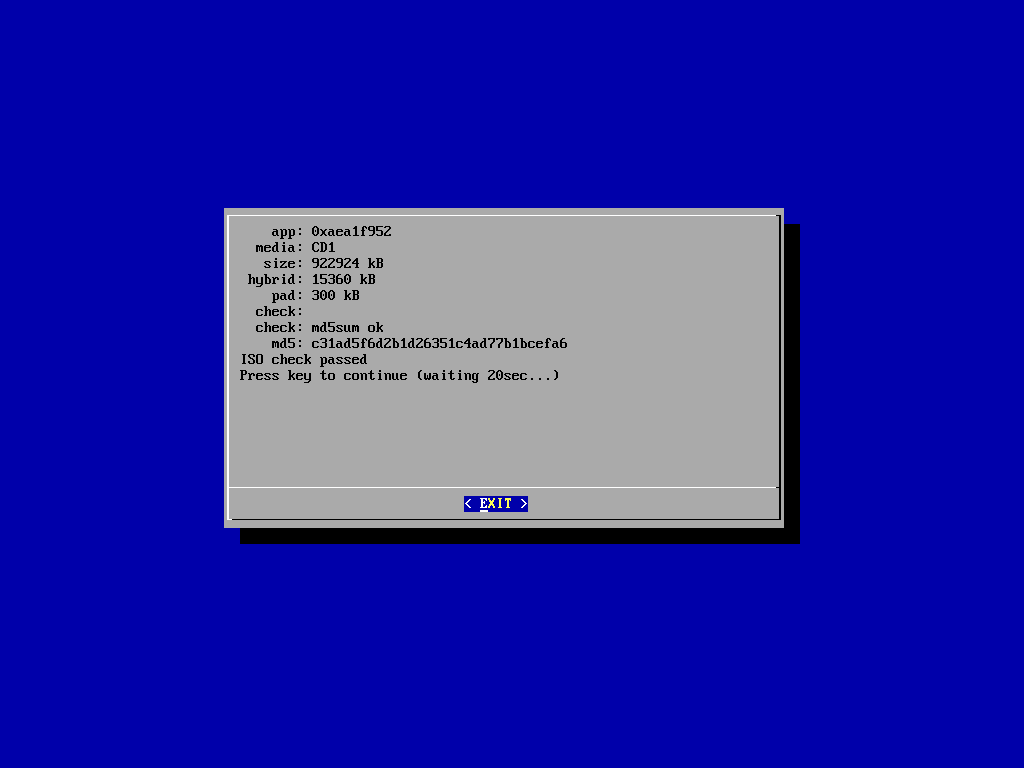 app: 0xaea1f952
media: CD1
size: 922924 kB
hybrid: 15360 kB
pad: 300 kB
check:
check: md5sum ok
md5: c31ad5f6d2b1d26351c4ad77b1bcefa6
ISO check passed
Press key to continue (waiting 20sec...)
< EXIT >